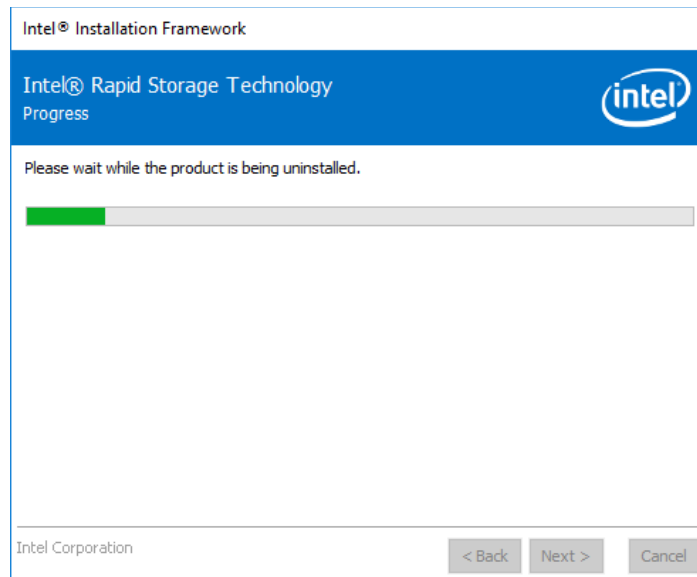 Intel® Installation Framework
Intel® Rapid Storage Technology
Progress
intel
Please wait while the product is being uninstalled.
Intel Corporation
< Back Next > Cancel